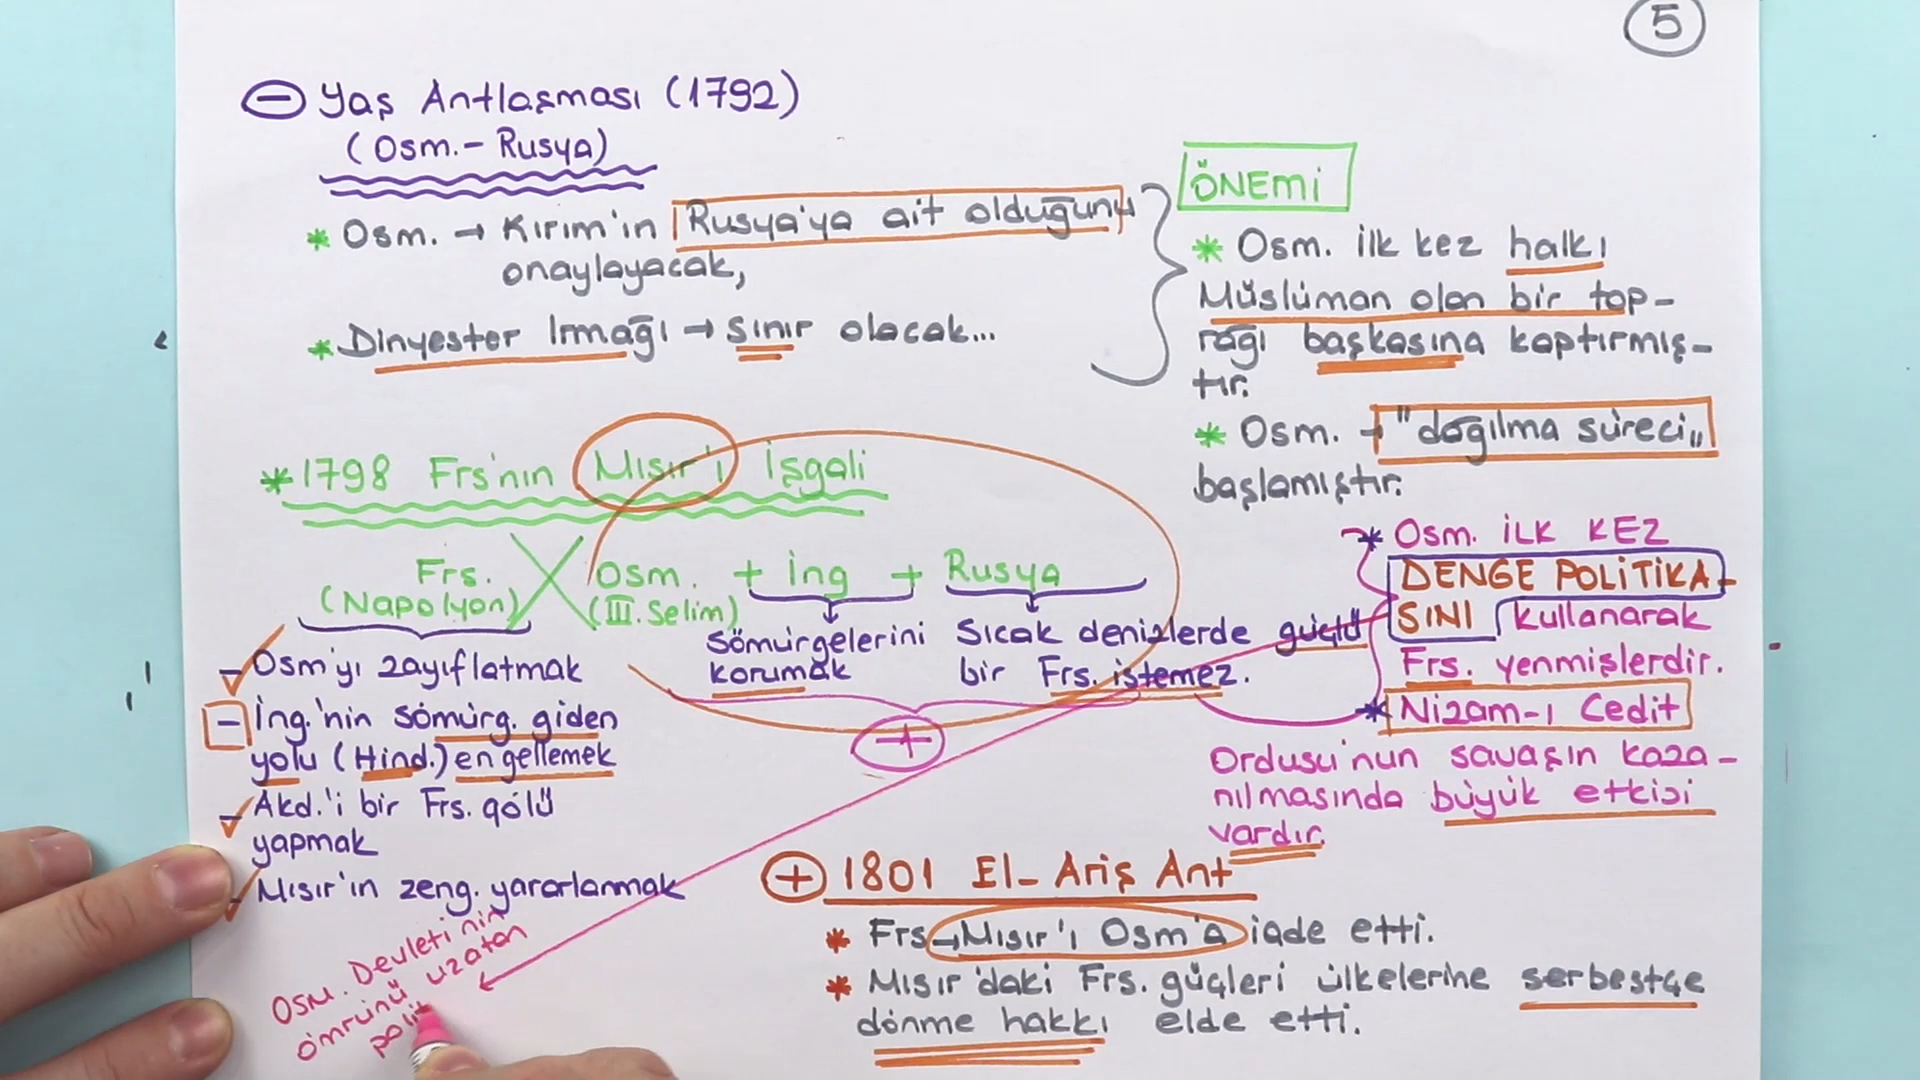 5
Yaş Antlaşması (1792)
(Osm.- Rusya)
* Osm. → Kırım'ın Rusya'ya ait olduğunu
onaylayacak,
* Dinyester Irmağı → sınır olacak...
ÖNEMİ
* Osm. ilk kez halkı
Müslüman olan bir top-
rağı başkasına kaptırmış-
tır.
* Osm. → "dağılma süreci"
başlamıştır.
* 1798 Frs'nın Mısır'ı İşgali
Frs. X Osm. + İng + Rusya
(Napolyon) (III. Selim)
- Osm'yı zayıflatmak
- İng.'nin sömürg. giden
yolu (Hind.) engellemek
- Akd.'i bir Frs. gölü
yapmak
- Mısır'ın zeng. yararlanmak
Sömürgelerini
korumak
Sıcak denizlerde güçlü
bir Frs. istemez.
+
* Osm. İLK KEZ
DENGE POLİTİKA-
SINI kullanarak
Frs. yenmişlerdir.
* Nizam-ı Cedit
Ordusu'nun savaşın kaza-
nılmasında büyük etkisi
vardır.
+ 1801 El-Ariş Ant
* Frs → Mısır'ı Osm'a iade etti.
* Mısır'daki Frs. güçleri ülkelerine serbestçe
dönme hakkı elde etti.
Osm. Devleti'nin
ömrünü uzatan
poli